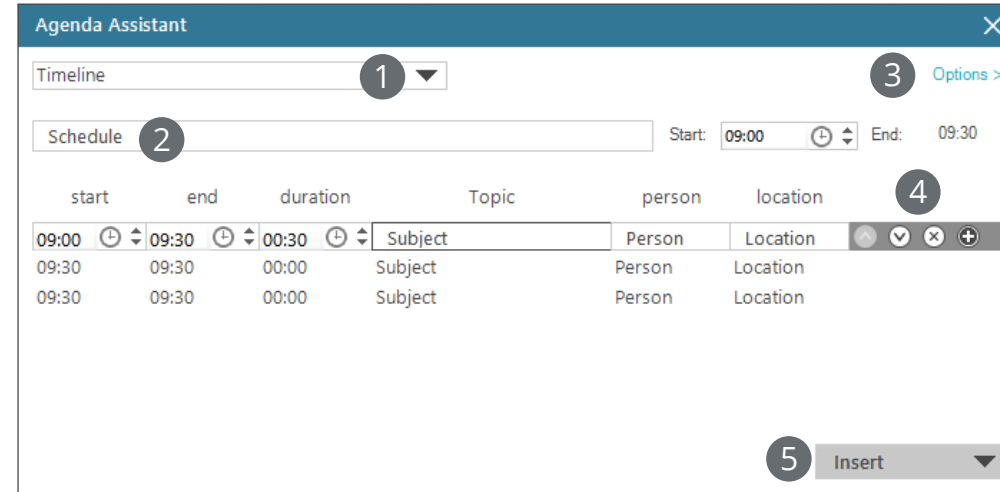 Agenda Assistant
Timeline 1 3 Options >
Schedule 2 Start: 09:00 End: 09:30
start end duration Topic person location 4
09:00 09:30 00:30 Subject Person Location
09:30 09:30 00:00 Subject Person Location
09:30 09:30 00:00 Subject Person Location
5 Insert